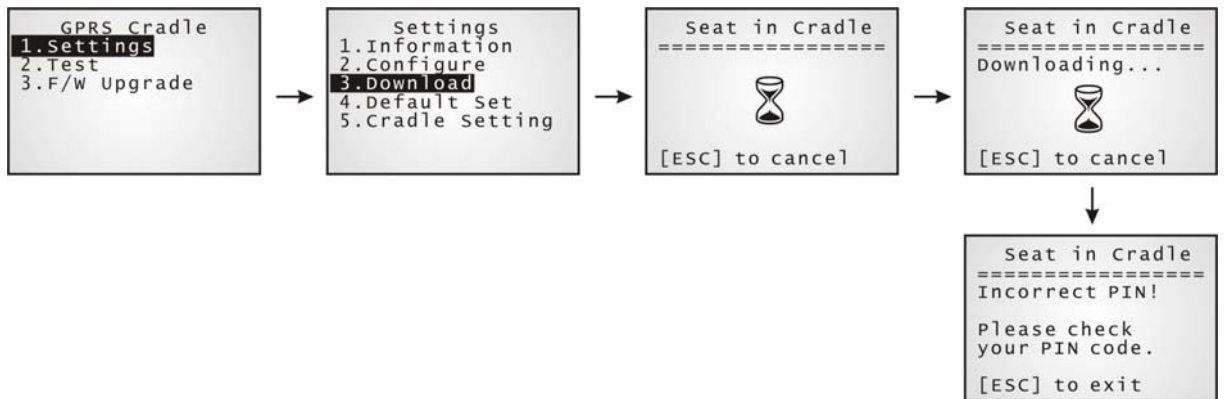 GPRS Cradle
1.Settings
2.Test
3.F/W Upgrade
Settings
1.Information
2.Configure
3.Download
4.Default Set
5.Cradle Setting
Seat in Cradle
=================
[ESC] to cancel
Seat in Cradle
=================
Downloading...
[ESC] to cancel
Seat in Cradle
=================
Incorrect PIN!
Please check
your PIN code.
[ESC] to exit